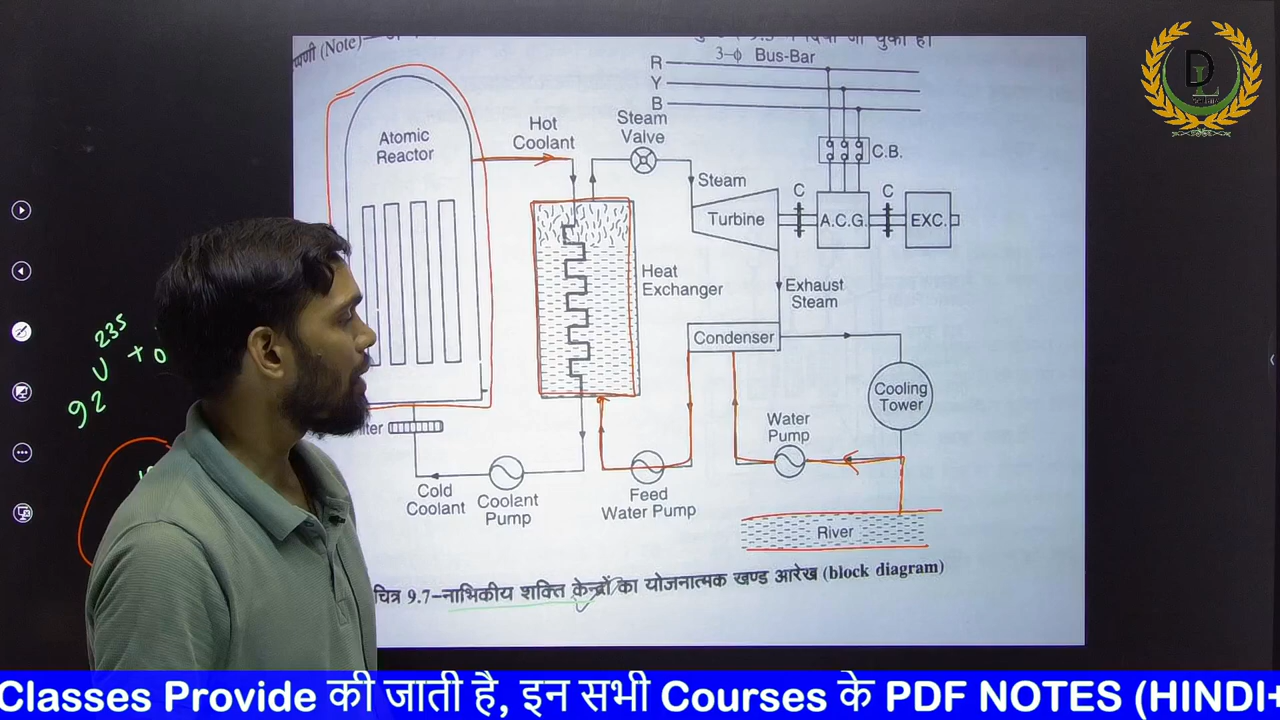 प्पणी (Note)—
3-ϕ Bus-Bar
R
Y
B
Hot
Coolant
Steam
Valve
Atomic
Reactor
C.B.
Steam
C
C
Turbine
A.C.G.
EXC.
Heat
Exchanger
Exhaust
Steam
Condenser
Cooling
Tower
Water
Pump
235
92 U + 0
lter
Cold
Coolant
Coolant
Pump
Feed
Water Pump
River
चित्र 9.7–नाभिकीय शक्ति केन्द्रों का योजनात्मक खण्ड आरेख (block diagram)
D
L
Classes Provide की जाती है, इन सभी Courses के PDF NOTES (HINDI+